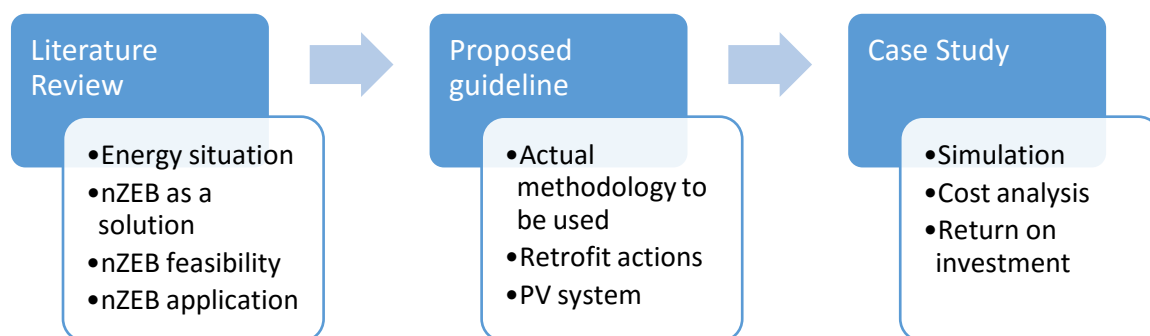 Literature
Review
•Energy situation
•nZEB as a
solution
•nZEB feasibility
•nZEB application
Proposed
guideline
•Actual
methodology to
be used
•Retrofit actions
•PV system
Case Study
•Simulation
•Cost analysis
•Return on
investment